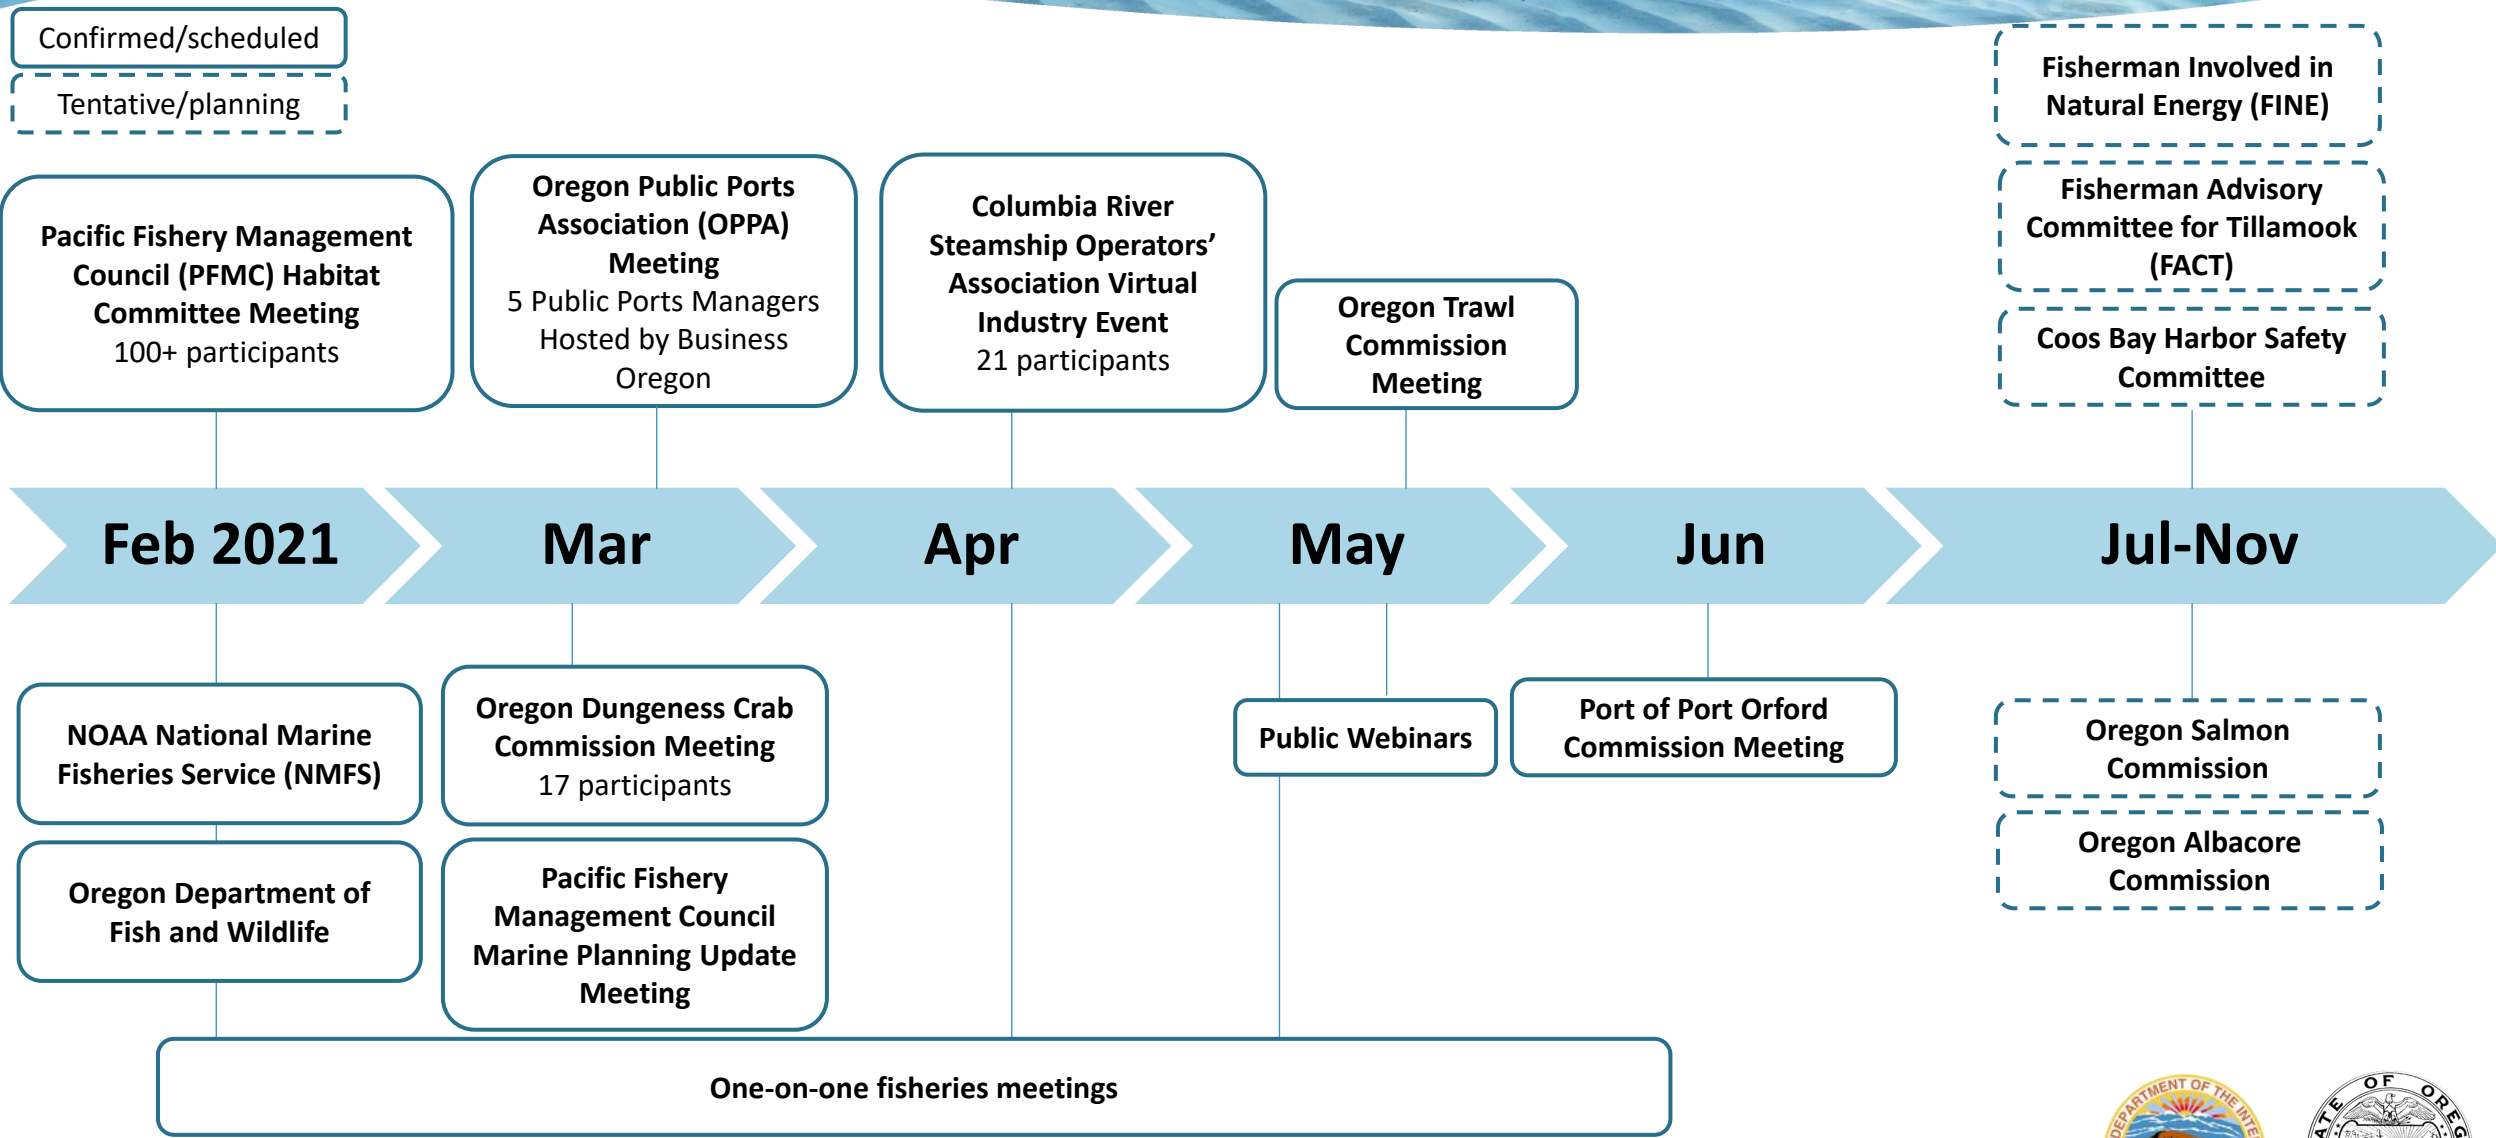 Confirmed/scheduled
Tentative/planning
Pacific Fishery Management
Council (PFMC) Habitat
Committee Meeting
100+ participants
Oregon Public Ports
Association (OPPA)
Meeting
5 Public Ports Managers
Hosted by Business
Oregon
Columbia River
Steamship Operators’
Association Virtual
Industry Event
21 participants
Oregon Trawl
Commission
Meeting
Fisherman Involved in
Natural Energy (FINE)
Fisherman Advisory
Committee for Tillamook
(FACT)
Coos Bay Harbor Safety
Committee
Feb 2021
Mar
Apr
May
Jun
Jul-Nov
NOAA National Marine
Fisheries Service (NMFS)
Oregon Department of
Fish and Wildlife
Oregon Dungeness Crab
Commission Meeting
17 participants
Pacific Fishery
Management Council
Marine Planning Update
Meeting
Public Webinars
Port of Port Orford
Commission Meeting
Oregon Salmon
Commission
Oregon Albacore
Commission
One-on-one fisheries meetings
DEPARTMENT OF THE
OF